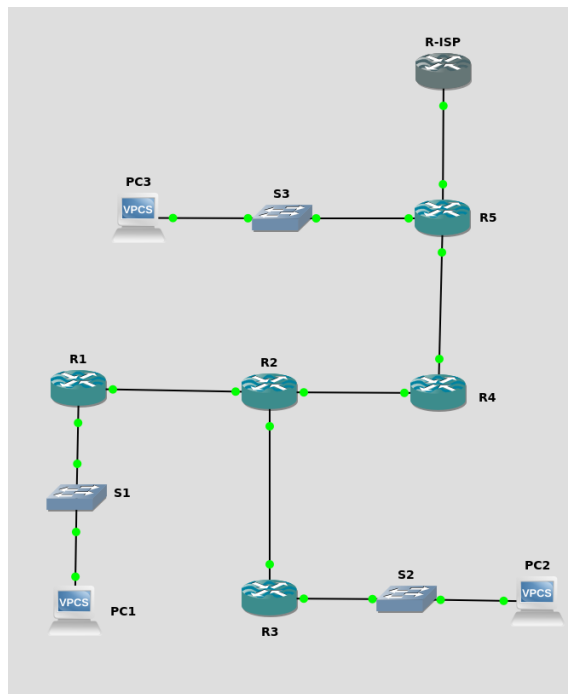 R-ISP
PC3
S3
VPCS
R5
R1
R2
R4
S1
PC2
S2
VPCS
PC1
VPCS
R3